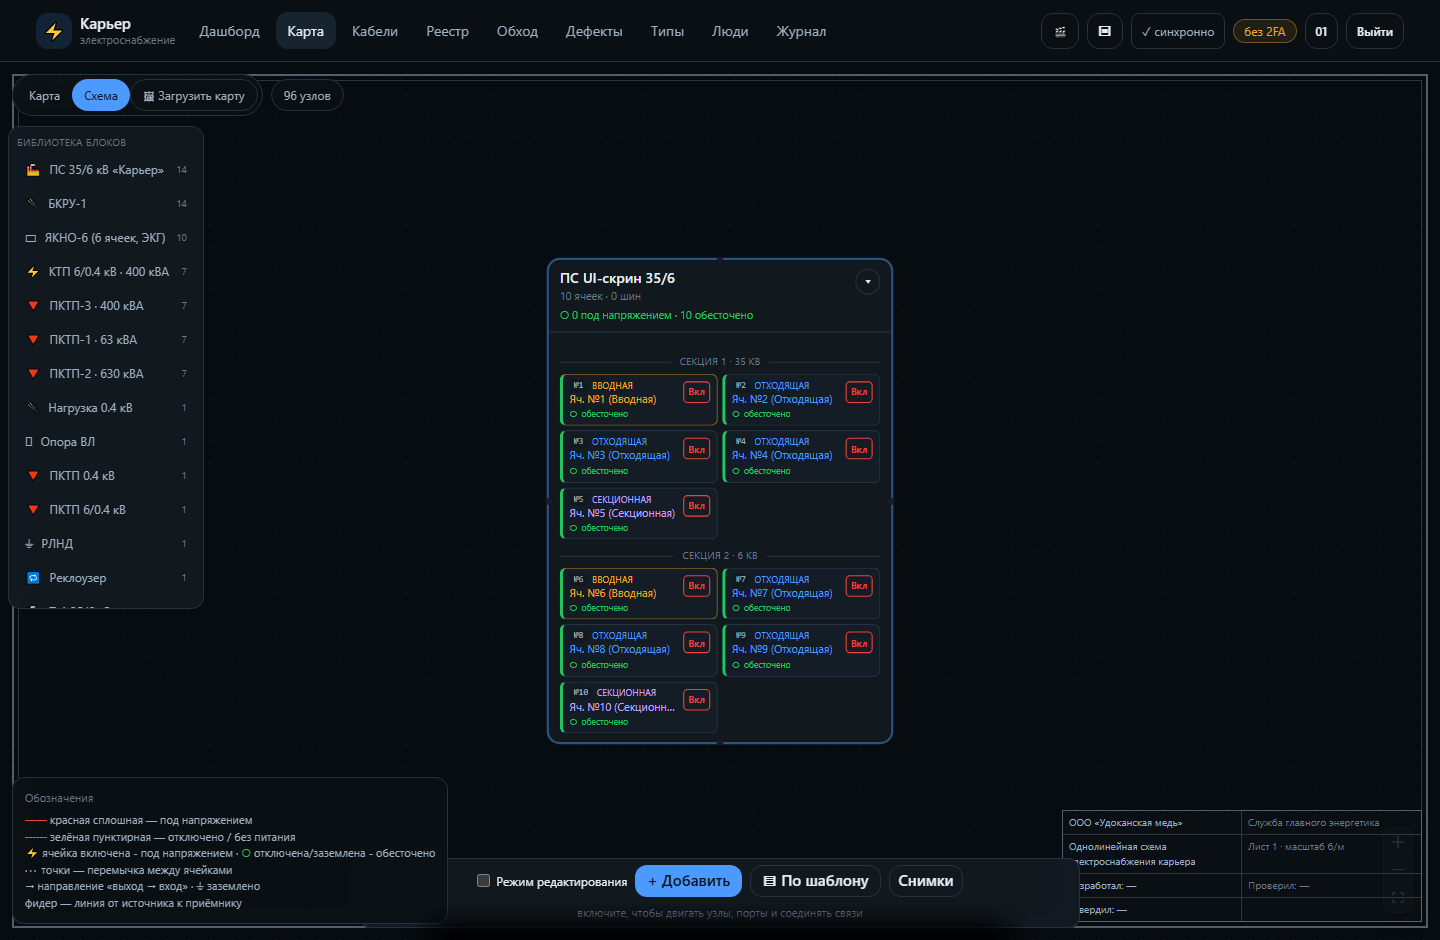 Карьер
электроснабжение
Дашборд Карта Кабели Реестр Обход Дефекты Типы Люди Журнал
✓ синхронно без 2FA 01 Выйти
Карта Схема Загрузить карту 96 узлов
БИБЛИОТЕКА БЛОКОВ
ПС 35/6 кВ «Карьер» 14
БКРУ-1 14
ЯКНО-6 (6 ячеек, ЭКГ) 10
КТП 6/0.4 кВ · 400 кВА 7
ПКТП-3 · 400 кВА 7
ПКТП-1 · 63 кВА 7
ПКТП-2 · 630 кВА 7
Нагрузка 0.4 кВ 1
Опора ВЛ 1
ПКТП 0.4 кВ 1
ПКТП 6/0.4 кВ 1
РЛНД 1
Реклоузер 1
ПС UI-скрин 35/6
10 ячеек · 0 шин
0 под напряжением · 10 обесточено
СЕКЦИЯ 1 · 35 КВ
№1 ВВОДНАЯ
Яч. №1 (Вводная)
обесточено
Вкл
№2 ОТХОДЯЩАЯ
Яч. №2 (Отходящая)
обесточено
Вкл
№3 ОТХОДЯЩАЯ
Яч. №3 (Отходящая)
обесточено
Вкл
№4 ОТХОДЯЩАЯ
Яч. №4 (Отходящая)
обесточено
Вкл
№5 СЕКЦИОННАЯ
Яч. №5 (Секционная)
обесточено
Вкл
СЕКЦИЯ 2 · 6 КВ
№6 ВВОДНАЯ
Яч. №6 (Вводная)
обесточено
Вкл
№7 ОТХОДЯЩАЯ
Яч. №7 (Отходящая)
обесточено
Вкл
№8 ОТХОДЯЩАЯ
Яч. №8 (Отходящая)
обесточено
Вкл
№9 ОТХОДЯЩАЯ
Яч. №9 (Отходящая)
обесточено
Вкл
№10 СЕКЦИОННАЯ
Яч. №10 (Секционн...
обесточено
Вкл
Обозначения
красная сплошная — под напряжением
зелёная пунктирная — отключено / без питания
ячейка включена - под напряжением · отключена/заземлена - обесточено
точки — перемычка между ячейками
→ направление «выход → вход» · ⏚ заземлено
фидер — линия от источника к приёмнику
Режим редактирования + Добавить По шаблону Снимки
включите, чтобы двигать узлы, порты и соединять связи
ООО «Удоканская медь» Служба главного энергетика
Однолинейная схема
электроснабжения карьера
Лист 1 · масштаб б/м
зработал: — Проверил: —
вердил: —